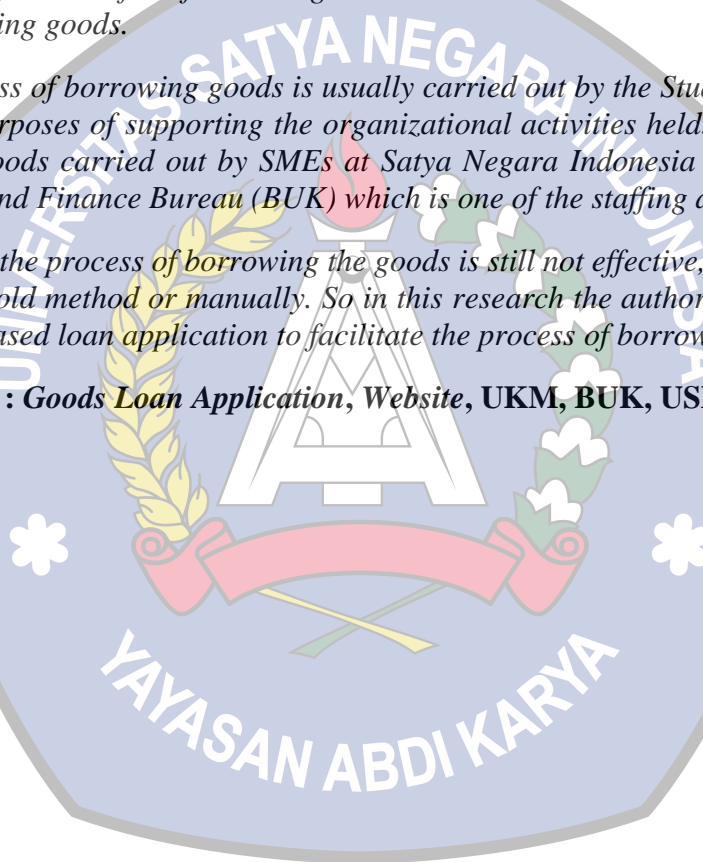 ing goods.
ss of borrowing goods is usually carried out by the Stud
rposes of supporting the organizational activities helds
oods carried out by SMEs at Satya Negara Indonesia
nd Finance Bureau (BUK) which is one of the staffing a
the process of borrowing the goods is still not effective,
old method or manually. So in this research the author
ased loan application to facilitate the process of borrow
: Goods Loan Application, Website, UKM, BUK, USN
UNIVERSITAS SATYA NEGARA INDONESIA
YAYASAN ABDI KARYA